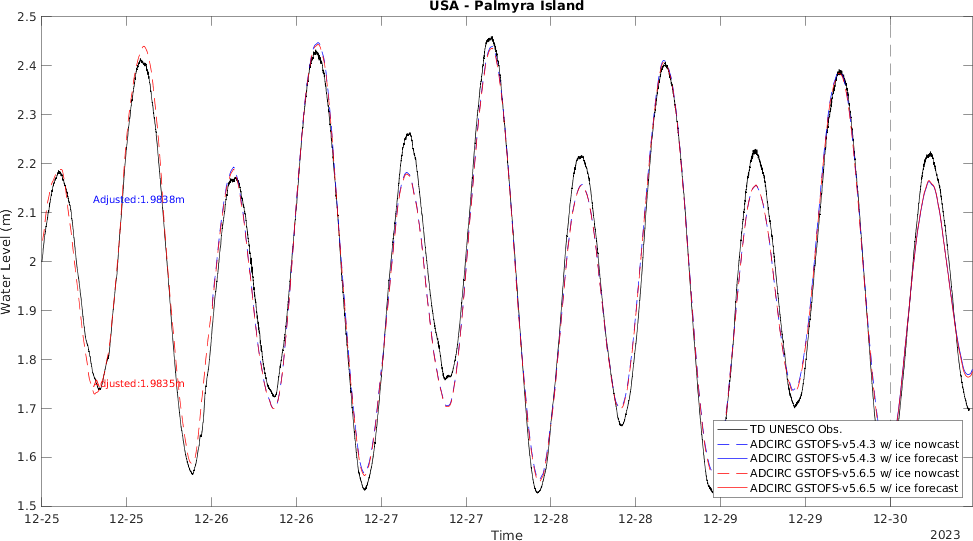 USA - Palmyra Island
2.5
2.4
2.3
2.2
2.1
2
1.9
1.8
1.7
1.6
1.5
Water Level (m)
Adjusted:1.9838m
Adjusted:1.9835m
TD UNESCO Obs.
ADCIRC GSTOFS-v5.4.3 w/ ice nowcast
ADCIRC GSTOFS-v5.4.3 w/ ice forecast
ADCIRC GSTOFS-v5.6.5 w/ ice nowcast
ADCIRC GSTOFS-v5.6.5 w/ ice forecast
12-25 12-25 12-26 12-26 12-27 12-27 12-28 12-28 12-29 12-29 12-30
Time
2023